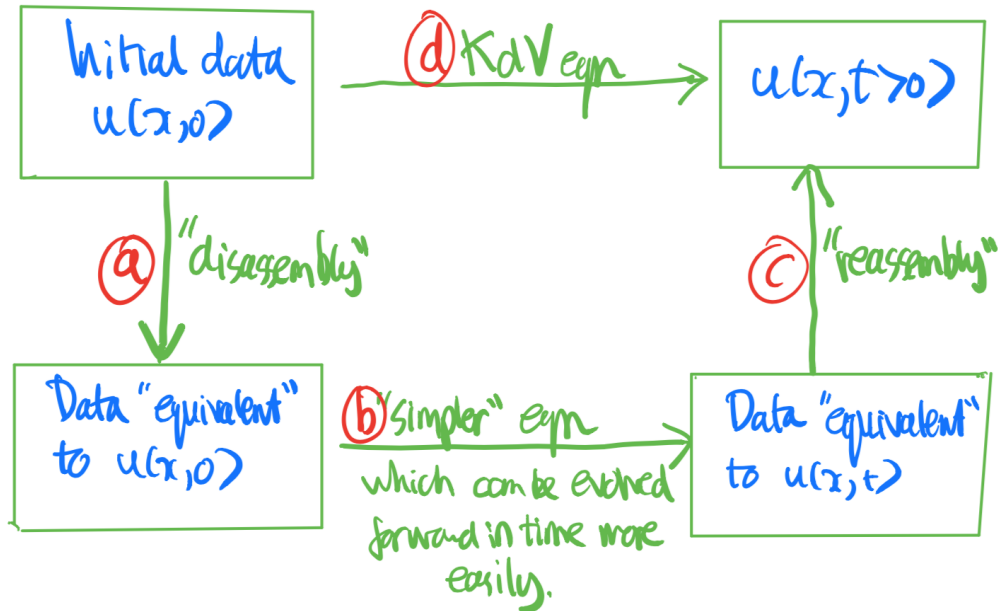 Initial data
u(x,0)
d KdV eqn
u(x,t>0)
a "disassembly"
c "reassembly"
Data "equivalent"
to u(x,0)
b "simpler" eqn
which can be evolved
forward in time more
easily.
Data "equivalent"
to u(x,t)